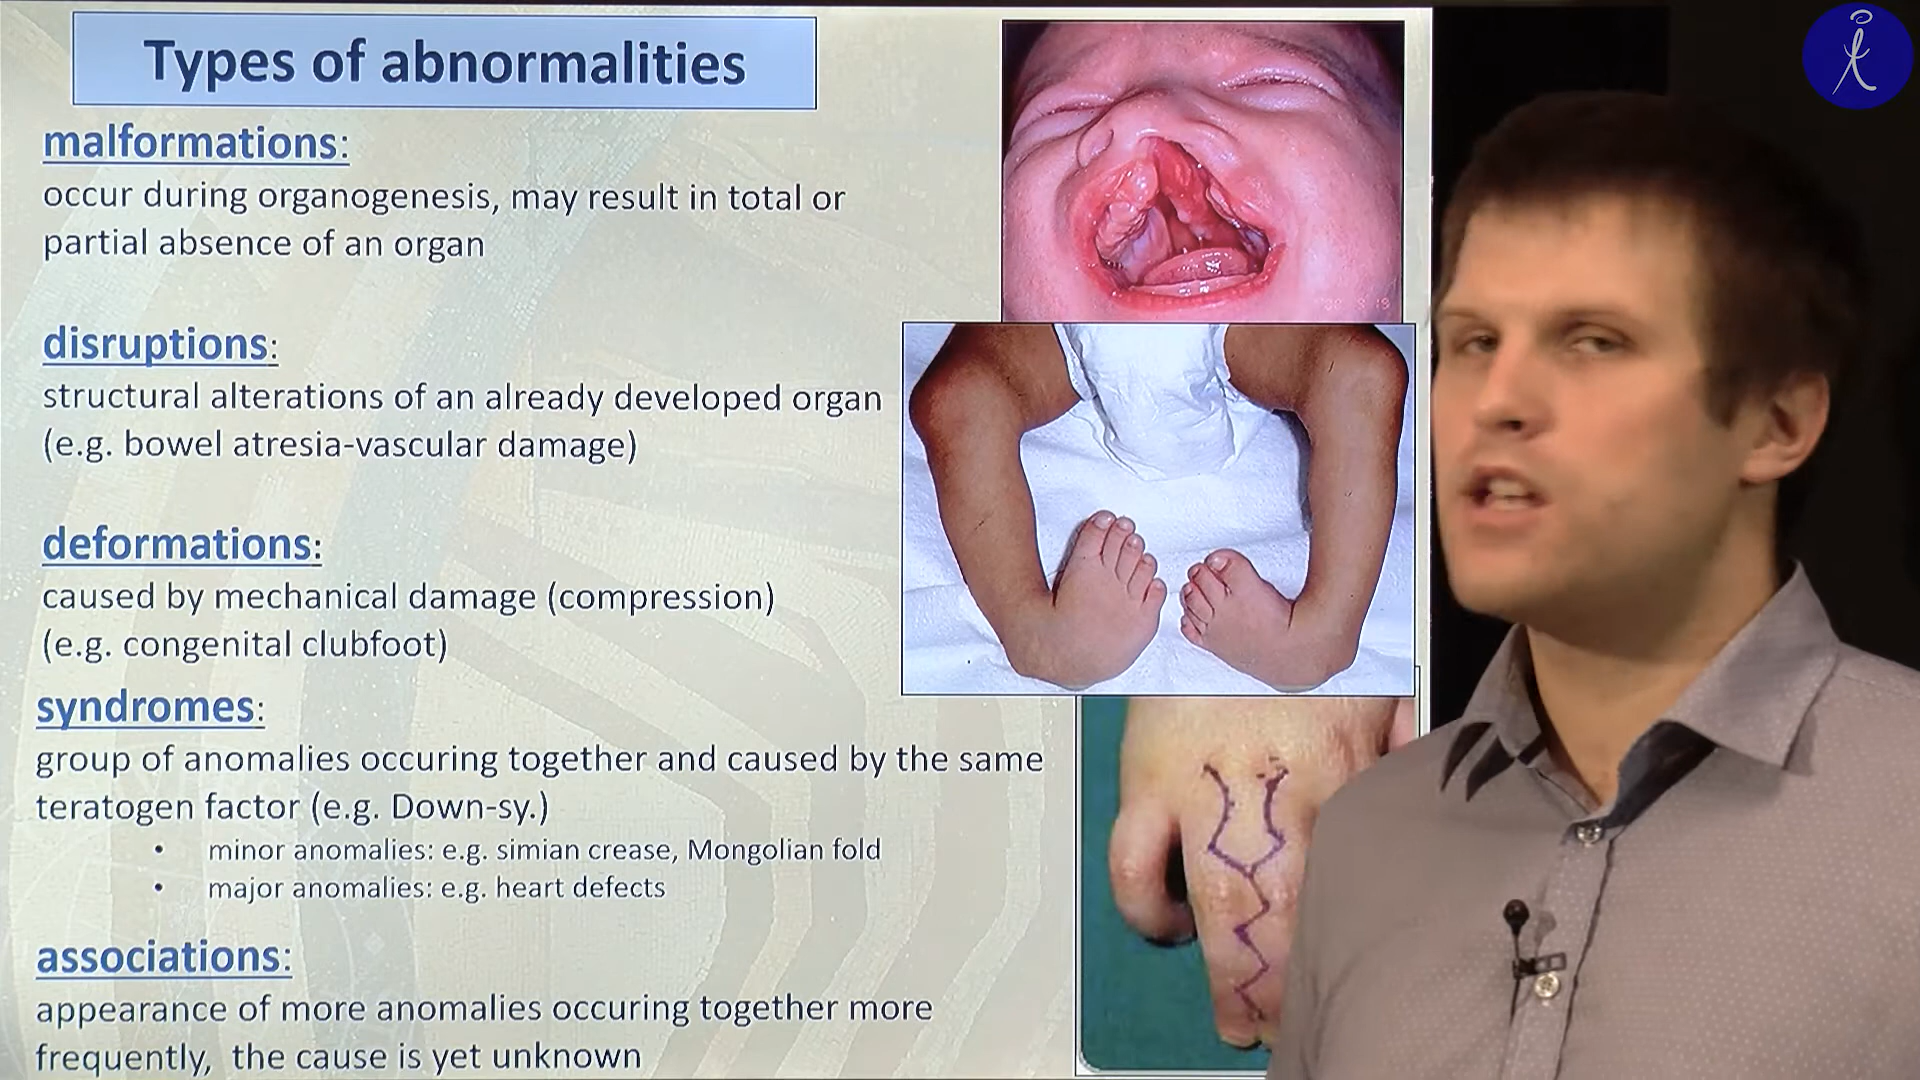 Types of abnormalities
malformations:
occur during organogenesis, may result in total or
partial absence of an organ
disruptions:
structural alterations of an already developed organ
(e.g. bowel atresia-vascular damage)
deformations:
caused by mechanical damage (compression)
(e.g. congenital clubfoot)
syndromes:
group of anomalies occuring together and caused by the same
teratogen factor (e.g. Down-sy.)
• minor anomalies: e.g. simian crease, Mongolian fold
• major anomalies: e.g. heart defects
associations:
appearance of more anomalies occuring together more
frequently, the cause is yet unknown